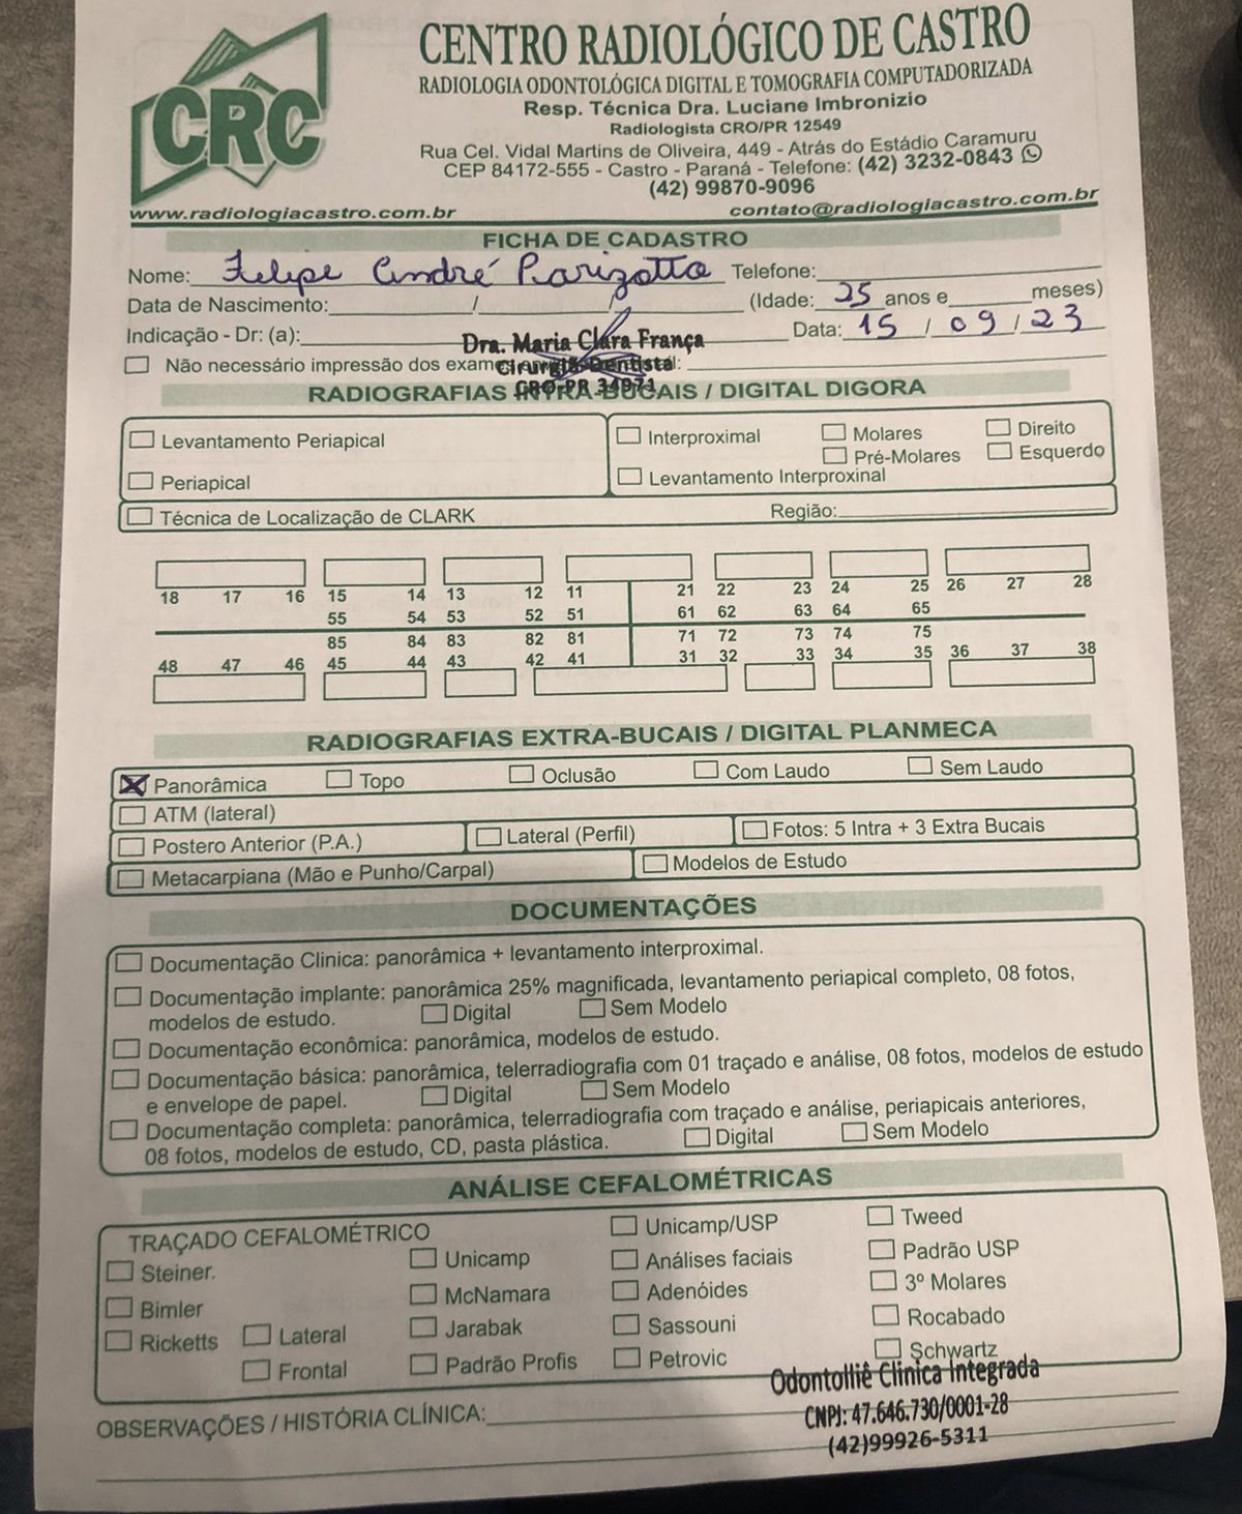 CRC
CENTRO RADIOLÓGICO DE CASTRO
RADIOLOGIA ODONTOLÓGICA DIGITAL E TOMOGRAFIA COMPUTADORIZADA
Resp. Técnica Dra. Luciane Imbronizio
Radiologista CRO/PR 12549
Rua Cel. Vidal Martins de Oliveira, 449 - Atrás do Estádio Caramuru
CEP 84172-555 - Castro - Paraná - Telefone: (42) 3232-0843
(42) 99870-9096
www.radiologiacastro.com.br contato@radiologiacastro.com.br
FICHA DE CADASTRO
Nome: Felipe André Parizotto Telefone:
Data de Nascimento: / / (Idade: 25 anos e meses)
Indicação - Dr: (a): Data: 15 / 09 / 23
Dra. Maria Clara França
Não necessário impressão dos exames
Cirurgiã Dentista
CRO-PR 34971
RADIOGRAFIAS INTRA-BUCAIS / DIGITAL DIGORA
Levantamento Periapical Interproximal Molares Direito
Pré-Molares Esquerdo
Periapical Levantamento Interproxinal
Técnica de Localização de CLARK Região:
18 17 16 15 14 13 12 11 21 22 23 24 25 26 27 28
55 54 53 52 51 61 62 63 64 65
85 84 83 82 81 71 72 73 74 75
48 47 46 45 44 43 42 41 31 32 33 34 35 36 37 38
RADIOGRAFIAS EXTRA-BUCAIS / DIGITAL PLANMECA
Panorâmica Topo Oclusão Com Laudo Sem Laudo
ATM (lateral)
Postero Anterior (P.A.) Lateral (Perfil) Fotos: 5 Intra + 3 Extra Bucais
Metacarpiana (Mão e Punho/Carpal) Modelos de Estudo
DOCUMENTAÇÕES
Documentação Clinica: panorâmica + levantamento interproximal.
Documentação implante: panorâmica 25% magnificada, levantamento periapical completo, 08 fotos,
modelos de estudo. Digital Sem Modelo
Documentação econômica: panorâmica, modelos de estudo.
Documentação básica: panorâmica, telerradiografia com 01 traçado e análise, 08 fotos, modelos de estudo
e envelope de papel. Digital Sem Modelo
Documentação completa: panorâmica, telerradiografia com traçado e análise, periapicais anteriores,
08 fotos, modelos de estudo, CD, pasta plástica. Digital Sem Modelo
ANÁLISE CEFALOMÉTRICAS
TRAÇADO CEFALOMÉTRICO Unicamp/USP Tweed
Steiner. Unicamp Análises faciais Padrão USP
Bimler McNamara Adenóides 3º Molares
Ricketts Lateral Jarabak Sassouni Rocabado
Frontal Padrão Profis Petrovic Schwartz
Odontolliê Clinica Integrada
OBSERVAÇÕES / HISTÓRIA CLÍNICA: CNPJ: 47.646.730/0001-28
(42)99926-5311